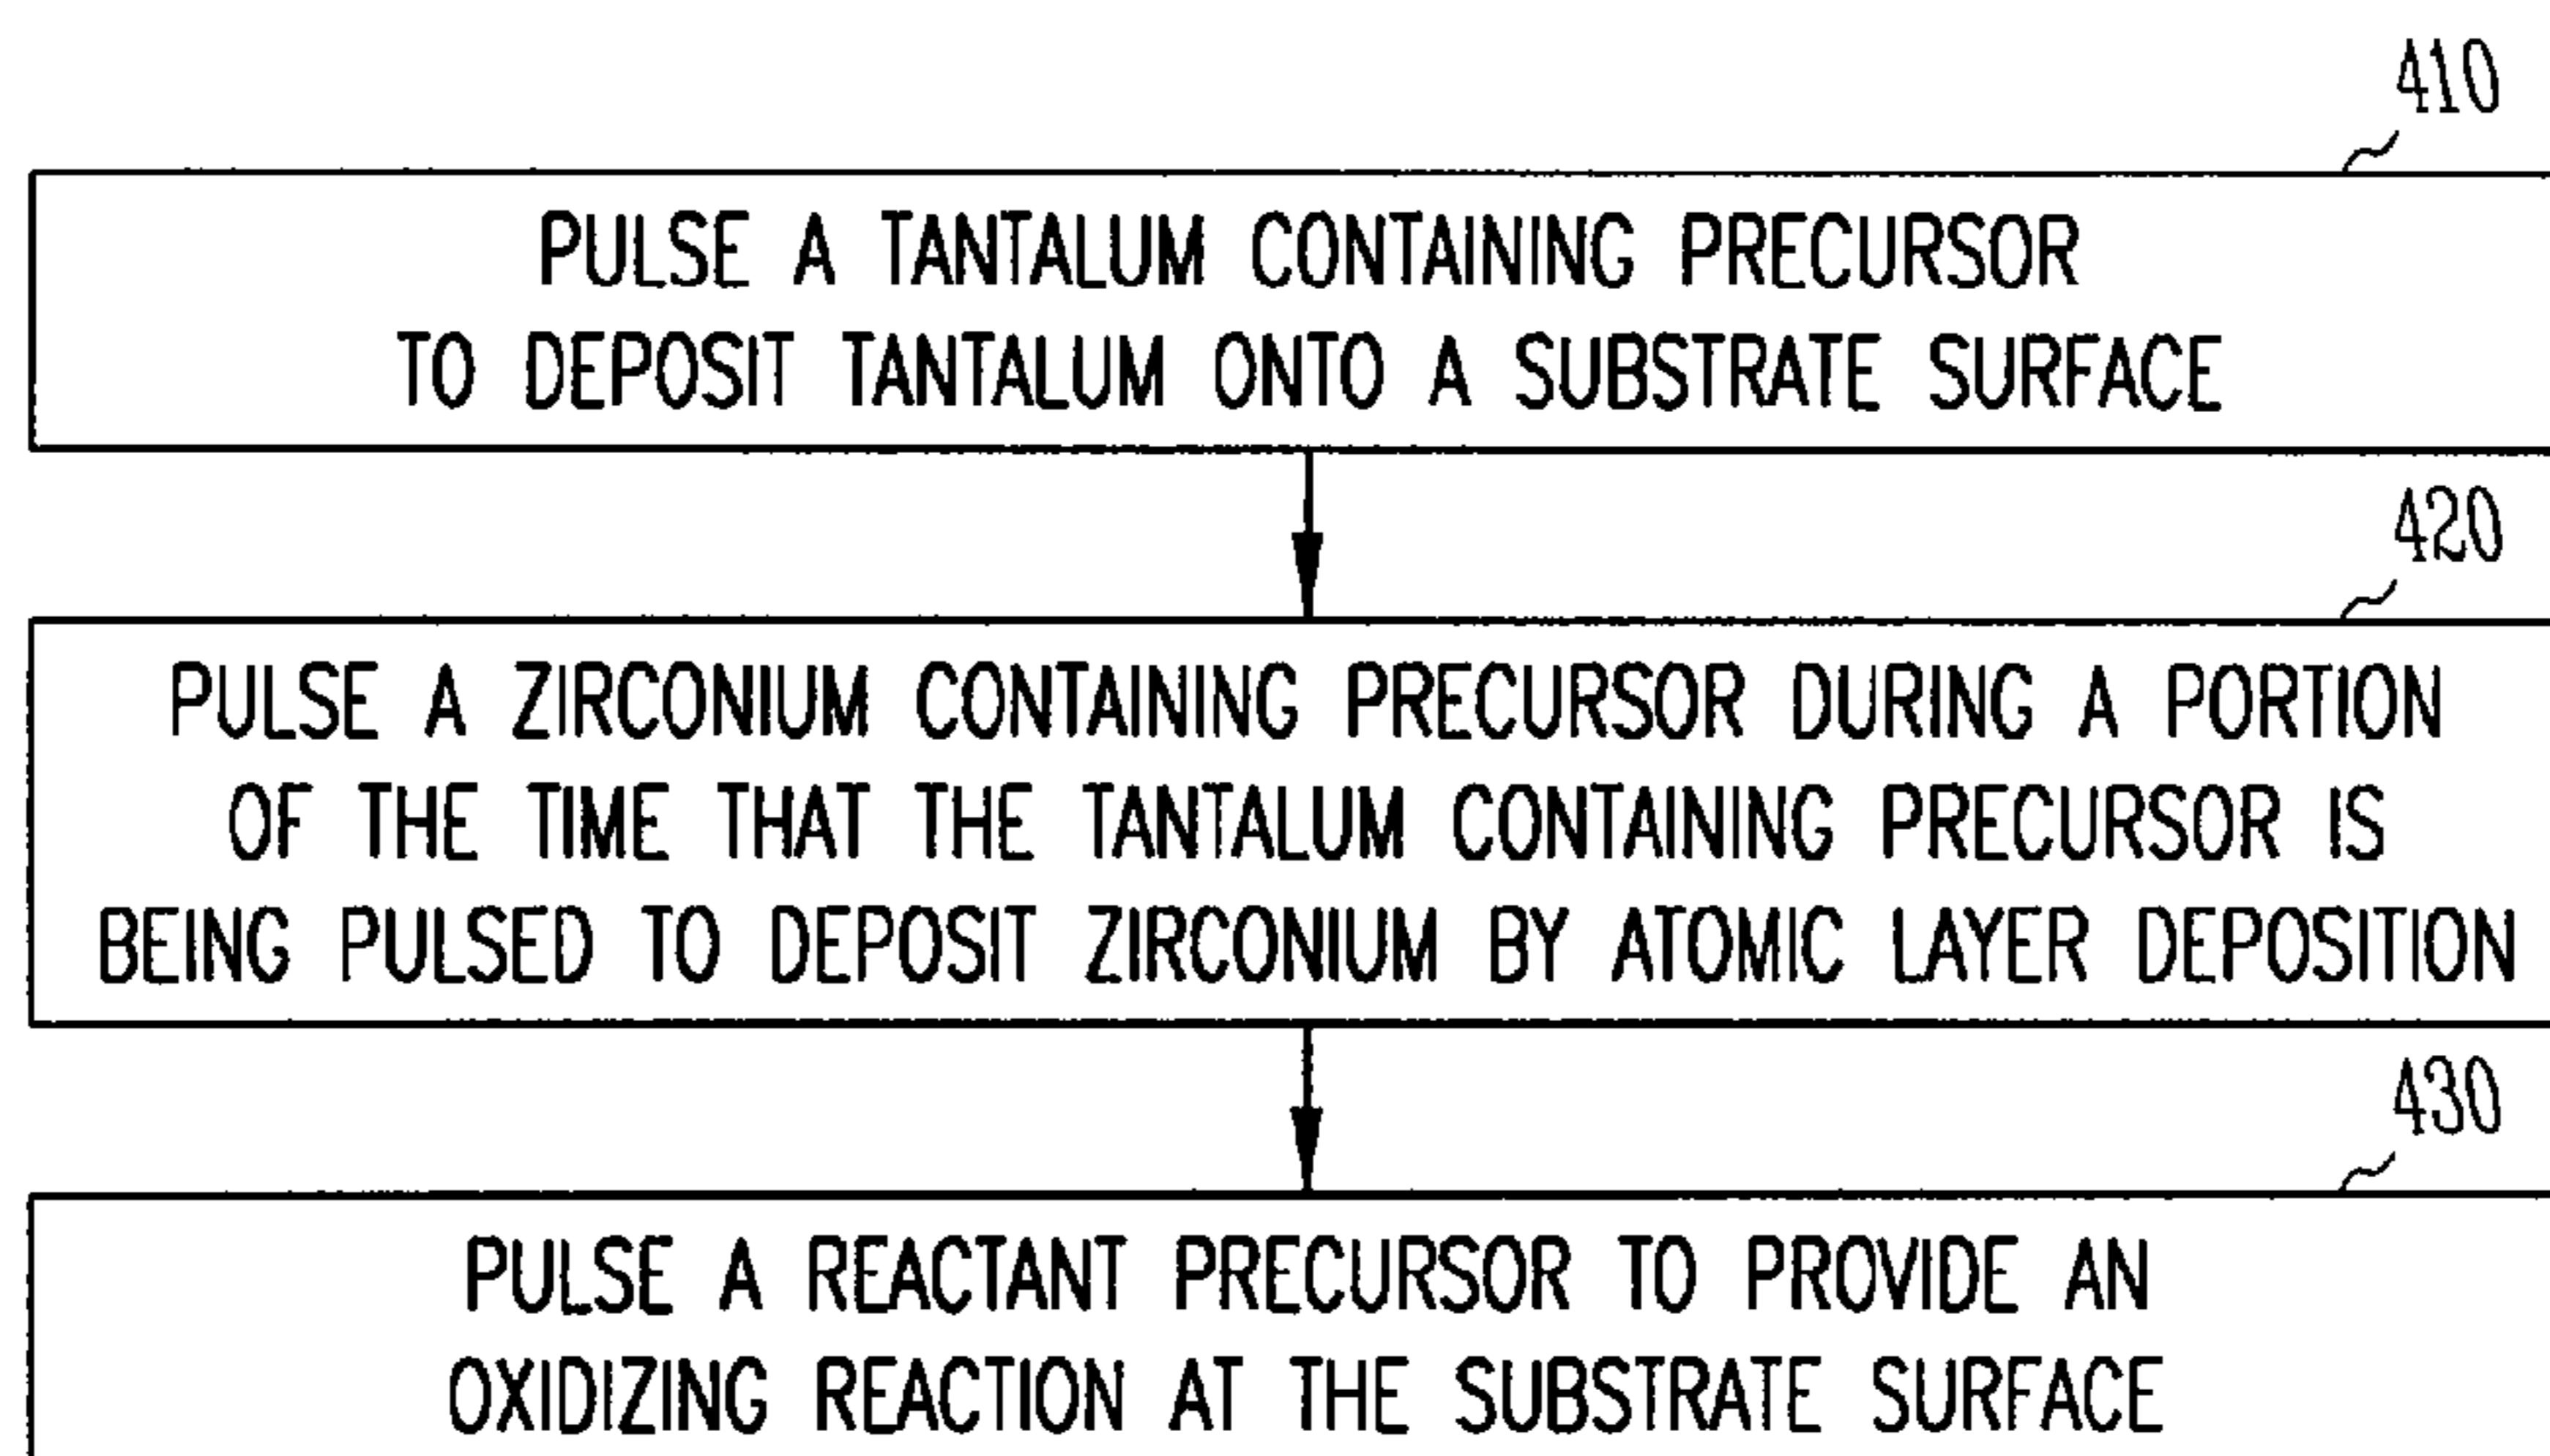 410
PULSE A TANTALUM CONTAINING PRECURSOR
TO DEPOSIT TANTALUM ONTO A SUBSTRATE SURFACE
420
PULSE A ZIRCONIUM CONTAINING PRECURSOR DURING A PORTION
OF THE TIME THAT THE TANTALUM CONTAINING PRECURSOR IS
BEING PULSED TO DEPOSIT ZIRCONIUM BY ATOMIC LAYER DEPOSITION
430
PULSE A REACTANT PRECURSOR TO PROVIDE AN
OXIDIZING REACTION AT THE SUBSTRATE SURFACE